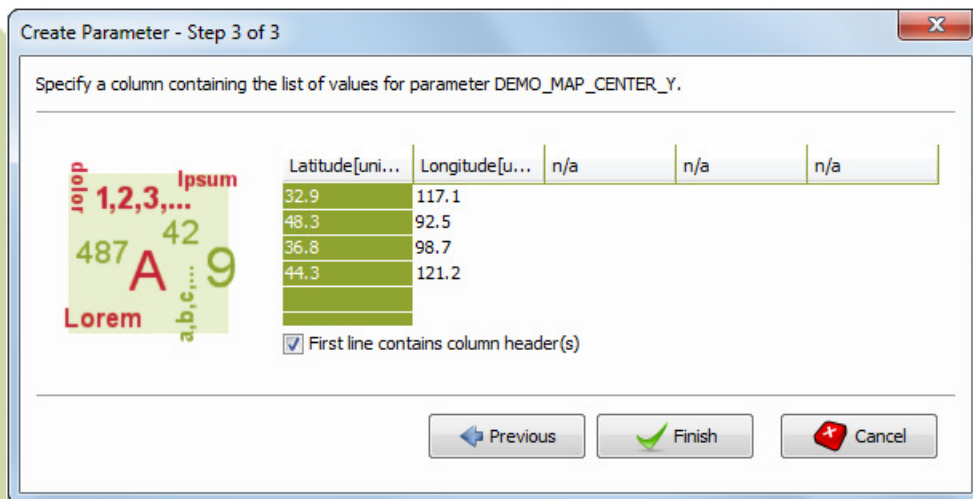 Create Parameter - Step 3 of 3
Specify a column containing the list of values for parameter DEMO_MAP_CENTER_Y.
dolor
Ipsum
1,2,3,...
42
487
A
9
a,b,c,...
Lorem
Latitude[uni... Longitude[u... n/a n/a n/a
32.9 117.1
48.3 92.5
36.8 98.7
44.3 121.2
First line contains column header(s)
Previous Finish Cancel